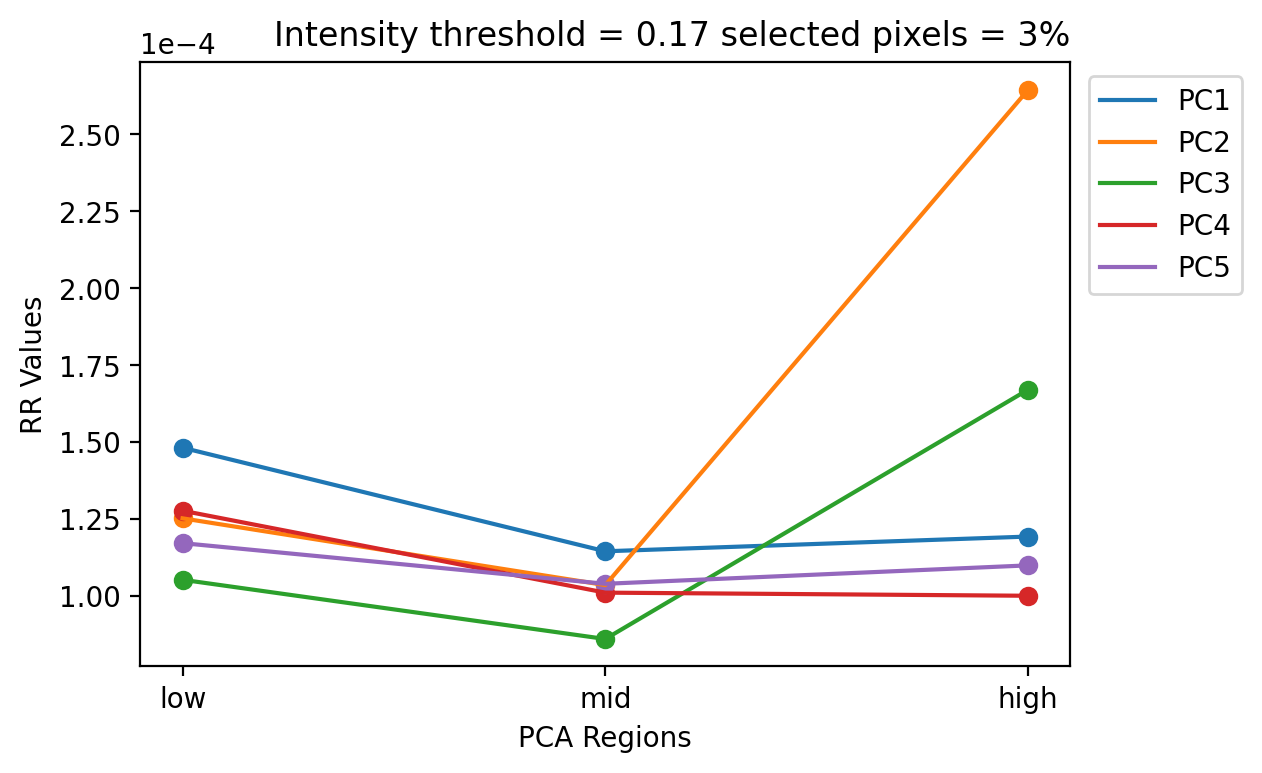 Intensity threshold = 0.17 selected pixels = 3%
1e−4
2.50
2.25
2.00
1.75
1.50
1.25
1.00
RR Values
low
mid
high
PCA Regions
PC1
PC2
PC3
PC4
PC5